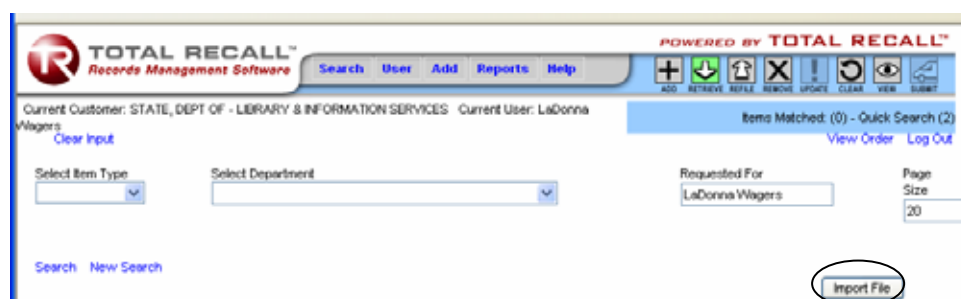 POWERED BY TOTAL RECALL™
R TOTAL RECALL™
Records Management Software
Search User Add Reports Help
ADD RETRIEVE REFILE REMOVE UPDATE CLEAR VIEW SUBMIT
Current Customer: STATE, DEPT OF - LIBRARY & INFORMATION SERVICES Current User: LaDonna
Wagers
Items Matched: (0) - Quick Search (2)
Clear Input
View Order Log Out
Select Item Type Select Department Requested For Page
Size
LaDonna Wagers
20
Search New Search
Import File